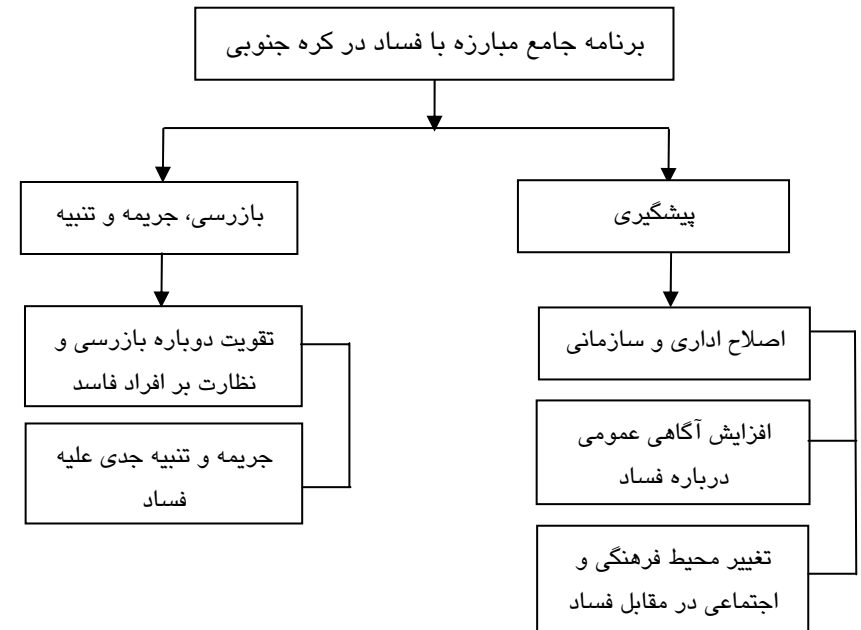 برنامه جامع مبارزه با فساد در کره جنوبی
پیشگیری
بازرسی، جریمه و تنبیه
اصلاح اداری و سازمانی
افزایش آگاهی عمومی
درباره فساد
تغییر محیط فرهنگی و
اجتماعی در مقابل فساد
تقویت دوباره بازرسی و
نظارت بر افراد فاسد
جریمه و تنبیه جدی علیه
فساد